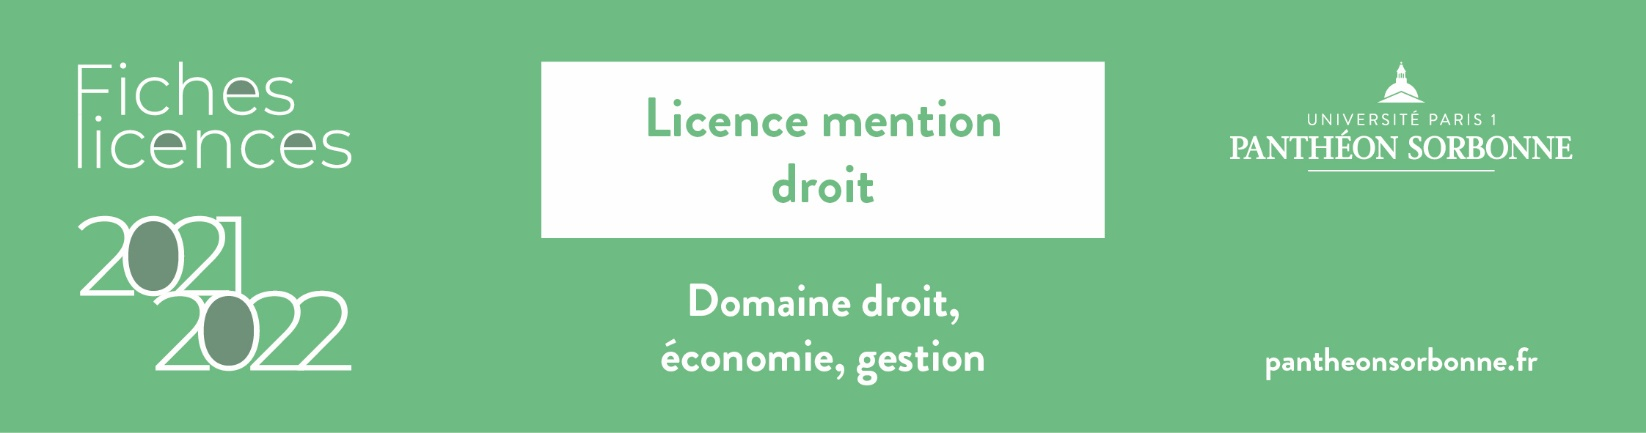 Fiches
licences
2021
2022
Licence mention
droit
Domaine droit,
économie, gestion
UNIVERSITÉ PARIS 1
PANTHÉON SORBONNE
pantheonsorbonne.fr